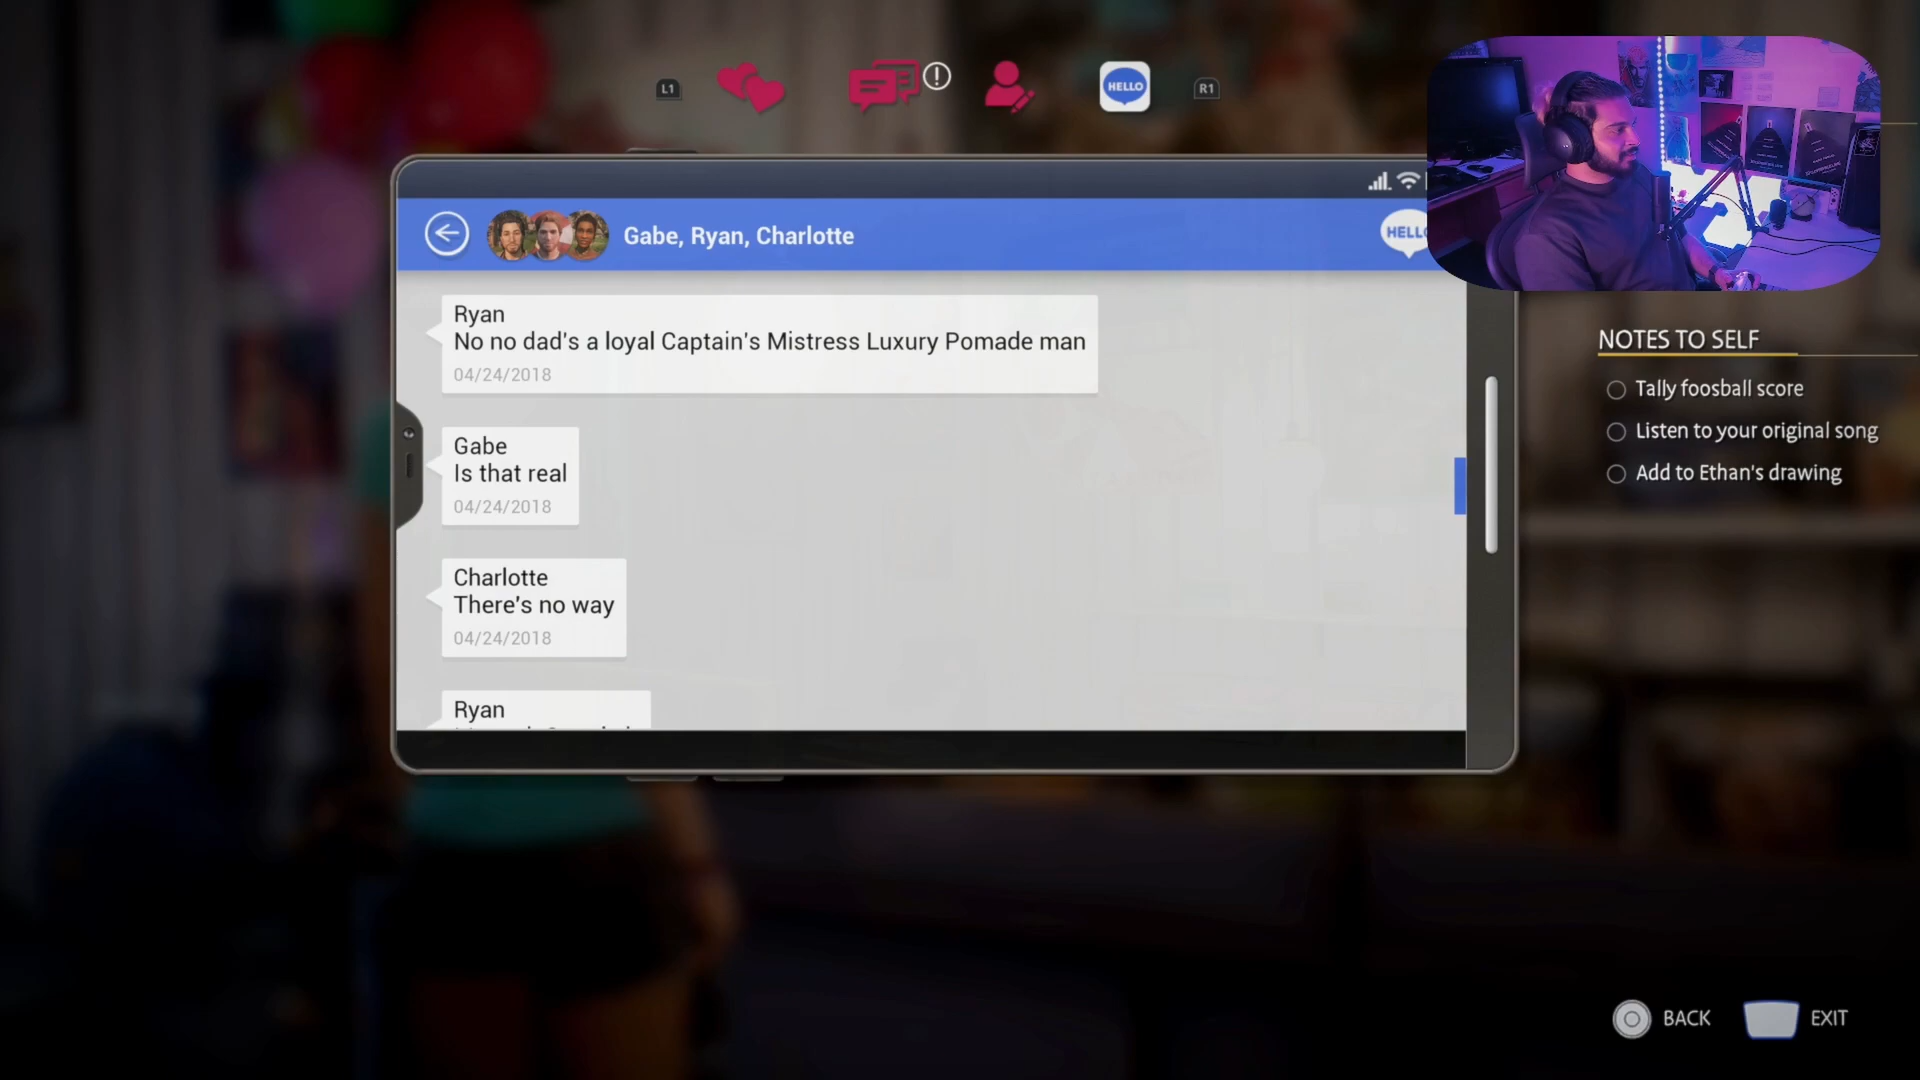 L1
HELLO
R1
Gabe, Ryan, Charlotte
Ryan
No no dad's a loyal Captain's Mistress Luxury Pomade man
04/24/2018
Gabe
Is that real
04/24/2018
Charlotte
There's no way
04/24/2018
Ryan
NOTES TO SELF
Tally foosball score
Listen to your original song
Add to Ethan's drawing
BACK
EXIT